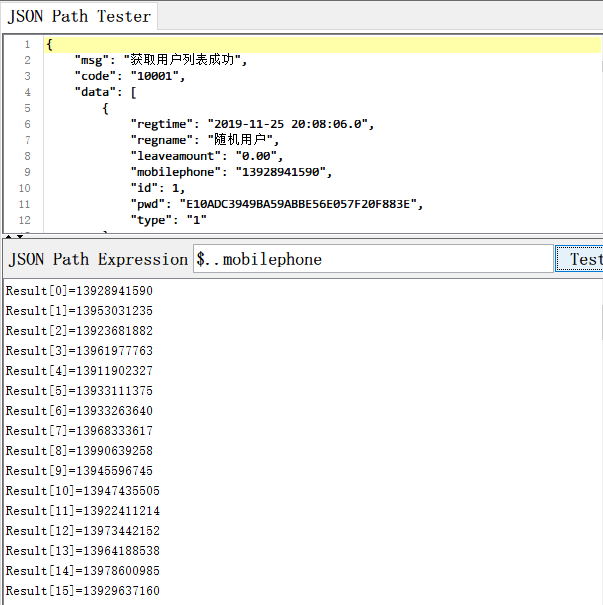 JSON Path Tester
1 {
2 "msg": "获取用户列表成功",
3 "code": "10001",
4 "data": [
5 {
6 "regtime": "2019-11-25 20:08:06.0",
7 "regname": "随机用户",
8 "leaveamount": "0.00",
9 "mobilephone": "13928941590",
10 "id": 1,
11 "pwd": "E10ADC3949BA59ABBE56E057F20F883E",
12 "type": "1"
JSON Path Expression $..mobilephone Test
Result[0]=13928941590
Result[1]=13953031235
Result[2]=13923681882
Result[3]=13961977763
Result[4]=13911902327
Result[5]=13933111375
Result[6]=13933263640
Result[7]=13968333617
Result[8]=13990639258
Result[9]=13945596745
Result[10]=13947435505
Result[11]=13922411214
Result[12]=13973442152
Result[13]=13964188538
Result[14]=13978600985
Result[15]=13929637160